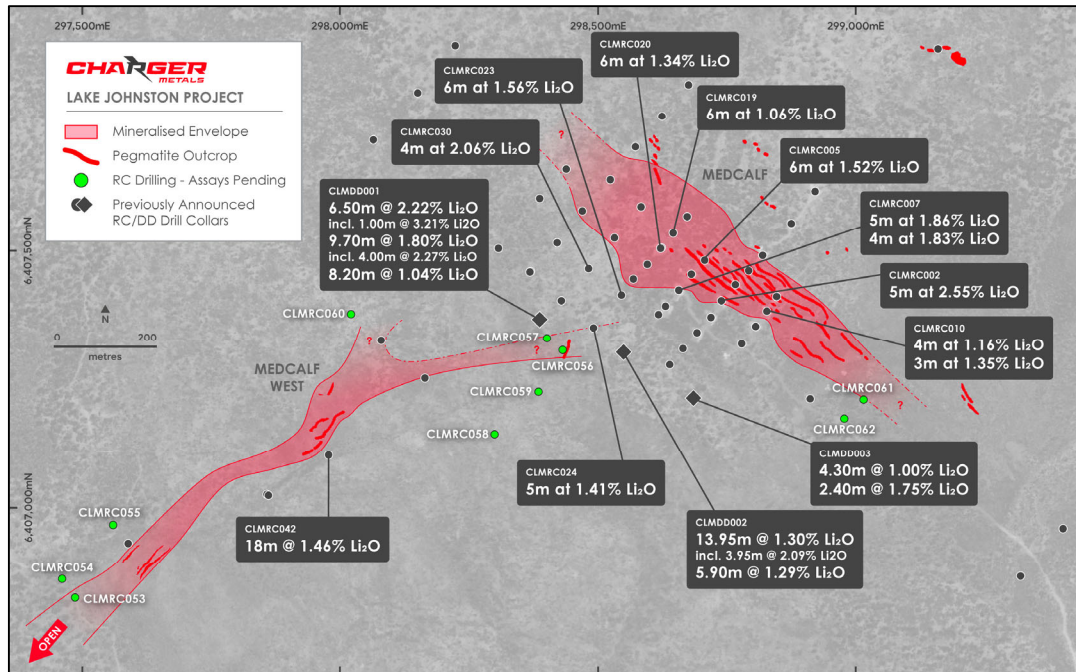 297,500mE
298,000mE
298,500mE
299,000mE
6,407,500mN
6,407,000mN
CHARGER
METALS
LAKE JOHNSTON PROJECT
Mineralised Envelope
Pegmatite Outcrop
RC Drilling - Assays Pending
Previously Announced
RC/DD Drill Collars
N
0
200
metres
CLMRC020
6m at 1.34% Li₂O
CLMRC023
6m at 1.56% Li₂O
CLMRC019
6m at 1.06% Li₂O
CLMRC030
4m at 2.06% Li₂O
CLMRC005
6m at 1.52% Li₂O
CLMDD001
6.50m @ 2.22% Li₂O
incl. 1.00m @ 3.21% Li2O
9.70m @ 1.80% Li₂O
incl. 4.00m @ 2.27% Li₂O
8.20m @ 1.04% Li₂O
MEDCALF
CLMRC007
5m at 1.86% Li₂O
4m at 1.83% Li₂O
CLMRC002
5m at 2.55% Li₂O
CLMRC010
4m at 1.16% Li₂O
3m at 1.35% Li₂O
?
CLMRC060
CLMRC057
?
CLMRC056
?
MEDCALF
WEST
CLMRC059
CLMRC058
CLMRC061
?
CLMRC062
CLMDD003
4.30m @ 1.00% Li₂O
2.40m @ 1.75% Li₂O
CLMRC024
5m at 1.41% Li₂O
CLMDD002
13.95m @ 1.30% Li₂O
incl. 3.95m @ 2.09% Li2O
5.90m @ 1.29% Li₂O
CLMRC042
18m @ 1.46% Li₂O
CLMRC055
CLMRC054
CLMRC053
OPEN